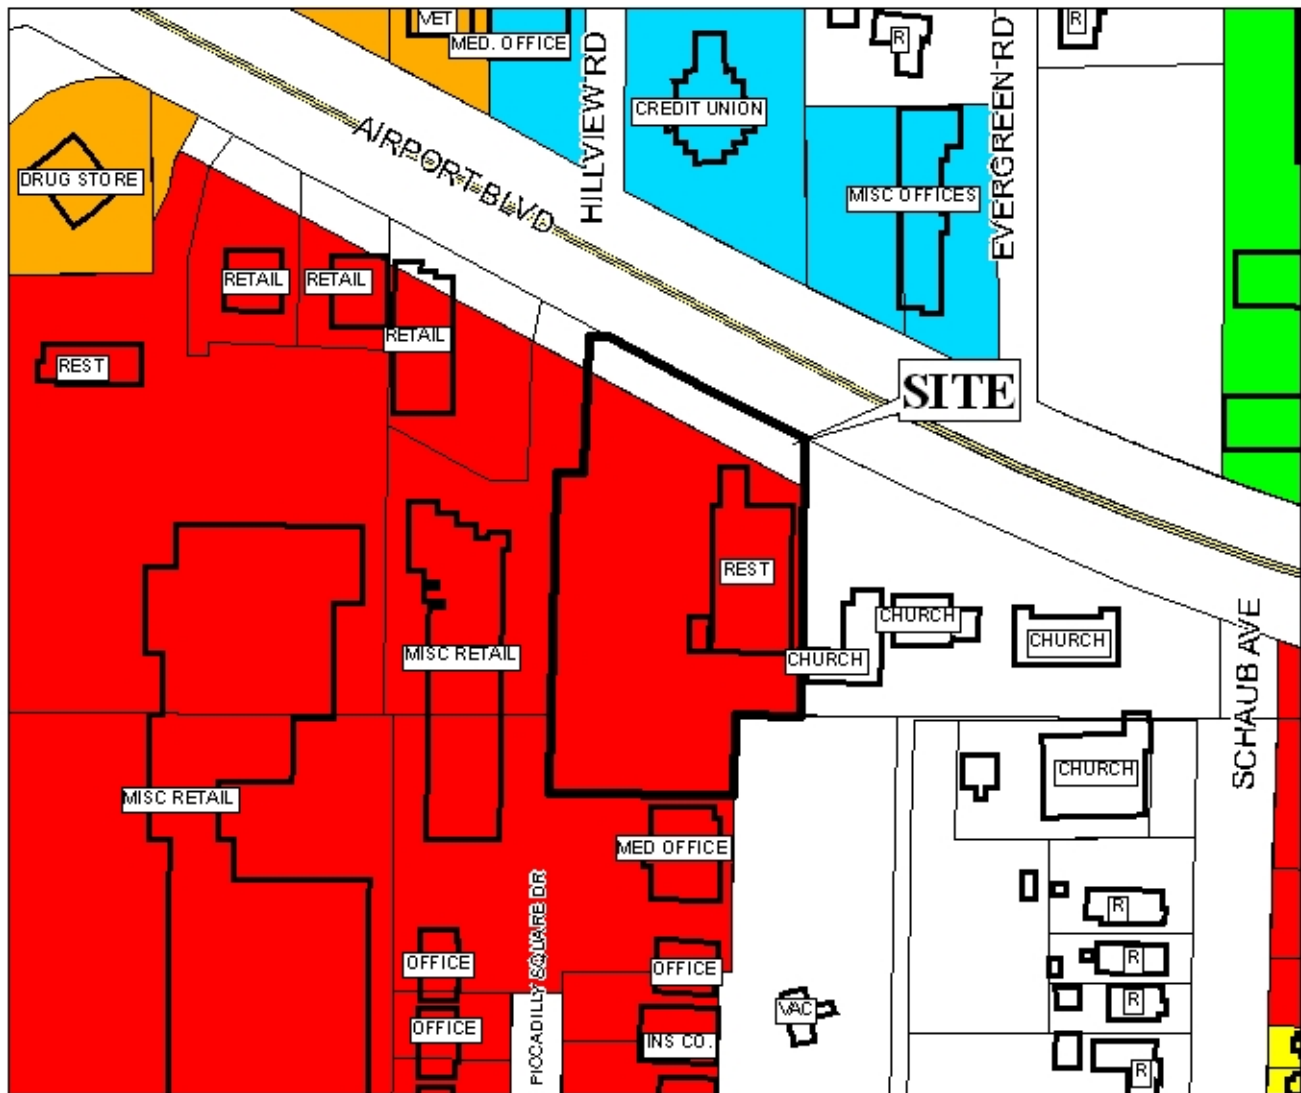 VET
MED. OFFICE
HILLVIEW RD
CREDIT UNION
R
EVERGREEN RD
R
AIRPORT BLVD
DRUG STORE
MISC OFFICES
RETAIL
RETAIL
RETAIL
REST
SITE
REST
MISC RETAIL
CHURCH
CHURCH
CHURCH
SCHAUB AVE
MISC RETAIL
CHURCH
MED OFFICE
PICCADILLY SQUARE DR
R
OFFICE
OFFICE
R
OFFICE
INS CO.
VAC
R
R